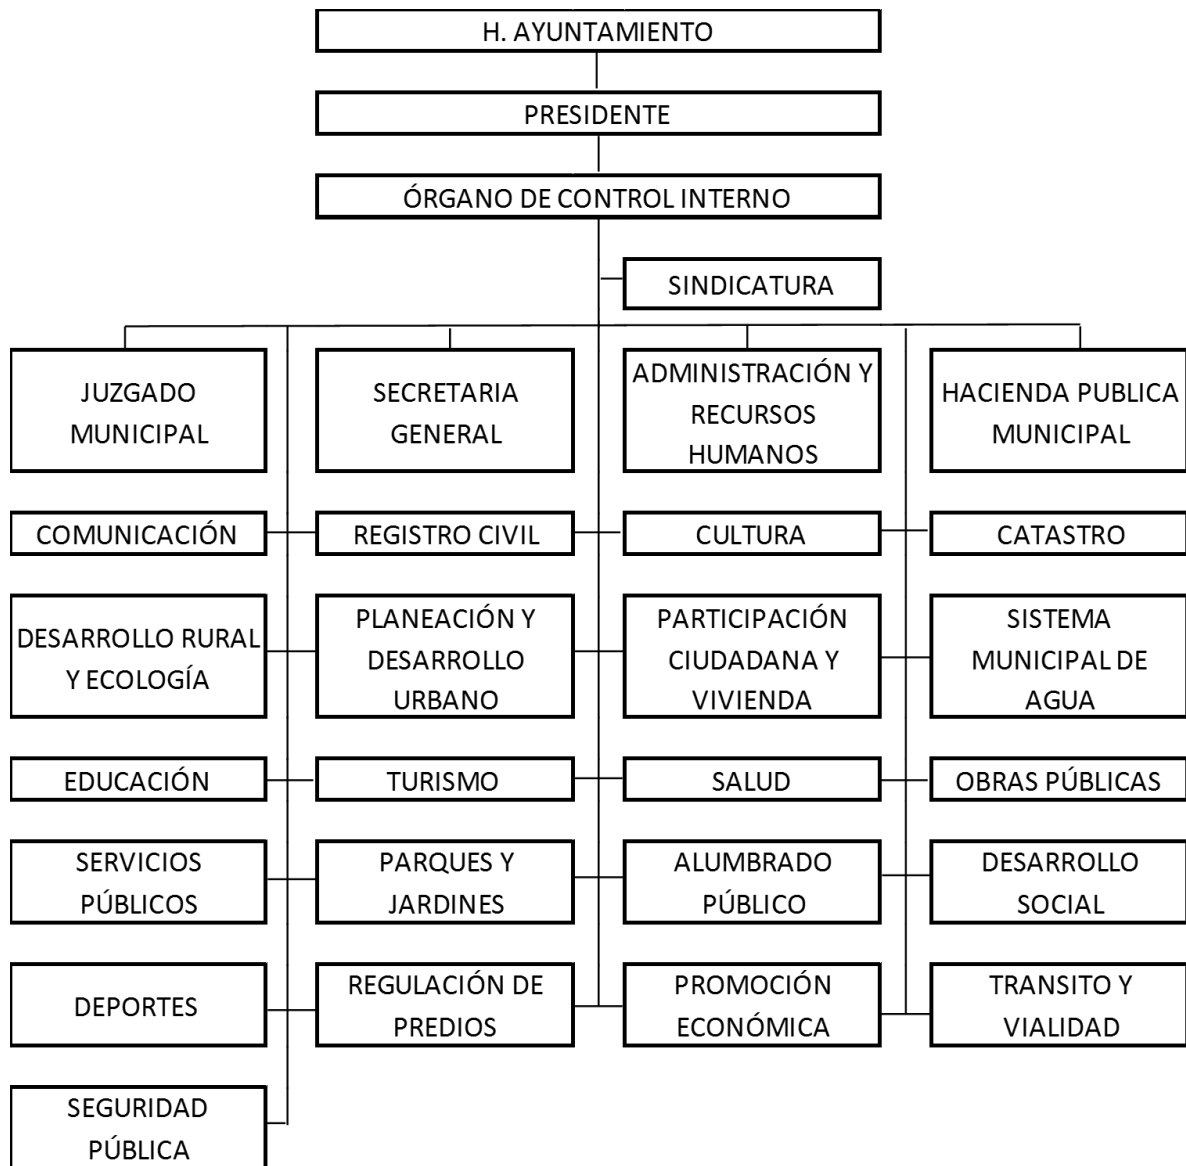 H. AYUNTAMIENTO
PRESIDENTE
ÓRGANO DE CONTROL INTERNO
SINDICATURA
JUZGADO
MUNICIPAL
SECRETARIA
GENERAL
ADMINISTRACIÓN Y
RECURSOS
HUMANOS
HACIENDA PUBLICA
MUNICIPAL
COMUNICACIÓN
REGISTRO CIVIL
CULTURA
CATASTRO
DESARROLLO RURAL
Y ECOLOGÍA
PLANEACIÓN Y
DESARROLLO
URBANO
PARTICIPACIÓN
CIUDADANA Y
VIVIENDA
SISTEMA
MUNICIPAL DE
AGUA
EDUCACIÓN
TURISMO
SALUD
OBRAS PÚBLICAS
SERVICIOS
PÚBLICOS
PARQUES Y
JARDINES
ALUMBRADO
PÚBLICO
DESARROLLO
SOCIAL
DEPORTES
REGULACIÓN DE
PREDIOS
PROMOCIÓN
ECONÓMICA
TRANSITO Y
VIALIDAD
SEGURIDAD
PÚBLICA